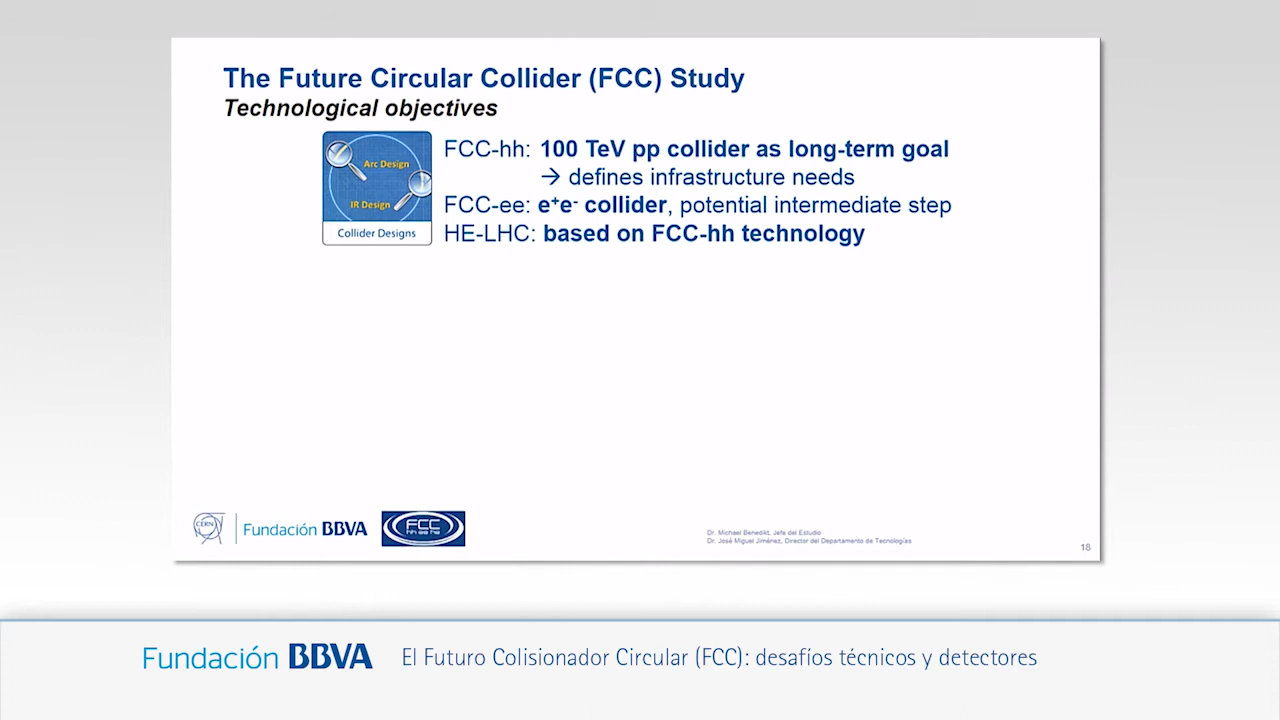 The Future Circular Collider (FCC) Study
Technological objectives
Arc Design
IR Design
Collider Designs
FCC-hh: 100 TeV pp collider as long-term goal
→ defines infrastructure needs
FCC-ee: e⁺e⁻ collider, potential intermediate step
HE-LHC: based on FCC-hh technology
CERN
Fundación BBVA
FCC
hh ee he
Dr. Michael Benedikt, Jefe del Estudio
Dr. José Miguel Jiménez, Director del Departamento de Tecnologías
18
Fundación BBVA
El Futuro Colisionador Circular (FCC): desafíos técnicos y detectores